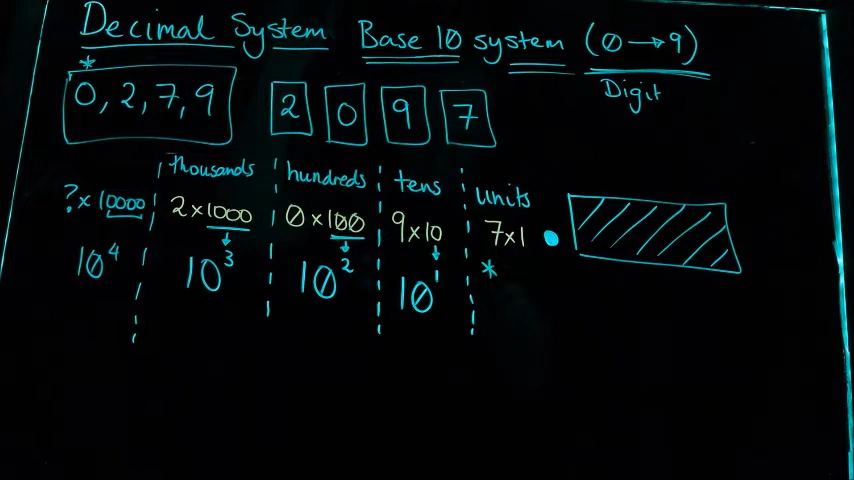 Decimal System Base 10 system (0→9)
Digit
*
0, 2, 7, 9 2 0 9 7
thousands hundreds tens units
?x10000 2x1000 0x100 9x10 7x1
10⁴ 10³ 10² 10¹ *